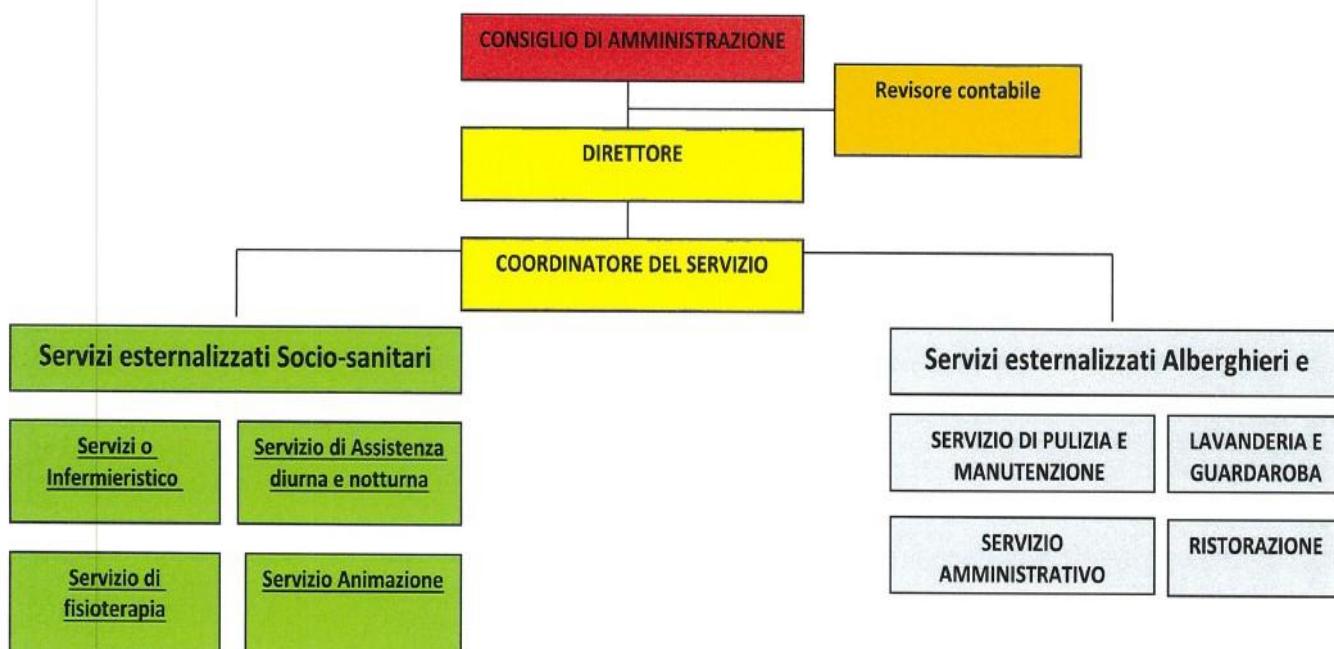 CONSIGLIO DI AMMINISTRAZIONE
Revisore contabile
DIRETTORE
COORDINATORE DEL SERVIZIO
Servizi esternalizzati Socio-sanitari
Servizi esternalizzati Alberghieri e
Servizi o
Infermieristico
Servizio di Assistenza
diurna e notturna
SERVIZIO DI PULIZIA E
MANUTENZIONE
LAVANDERIA E
GUARDAROBA
Servizio di
fisioterapia
Servizio Animazione
SERVIZIO
AMMINISTRATIVO
RISTORAZIONE